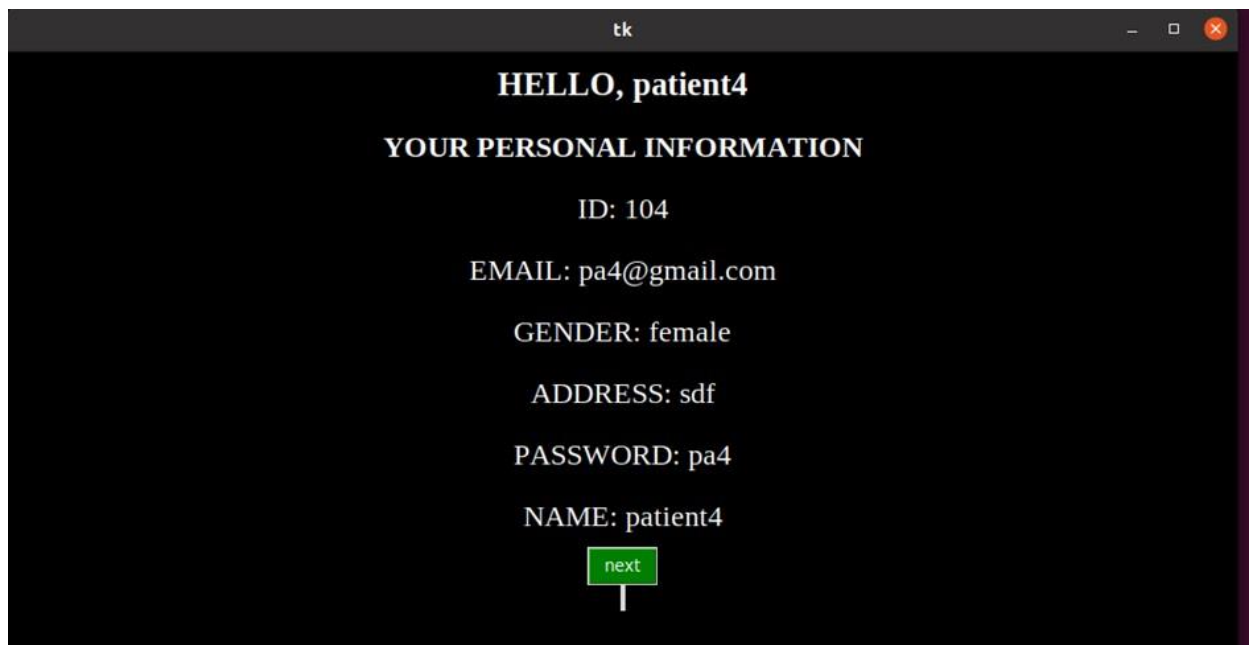 tk
HELLO, patient4
YOUR PERSONAL INFORMATION
ID: 104
EMAIL: pa4@gmail.com
GENDER: female
ADDRESS: sdf
PASSWORD: pa4
NAME: patient4
next